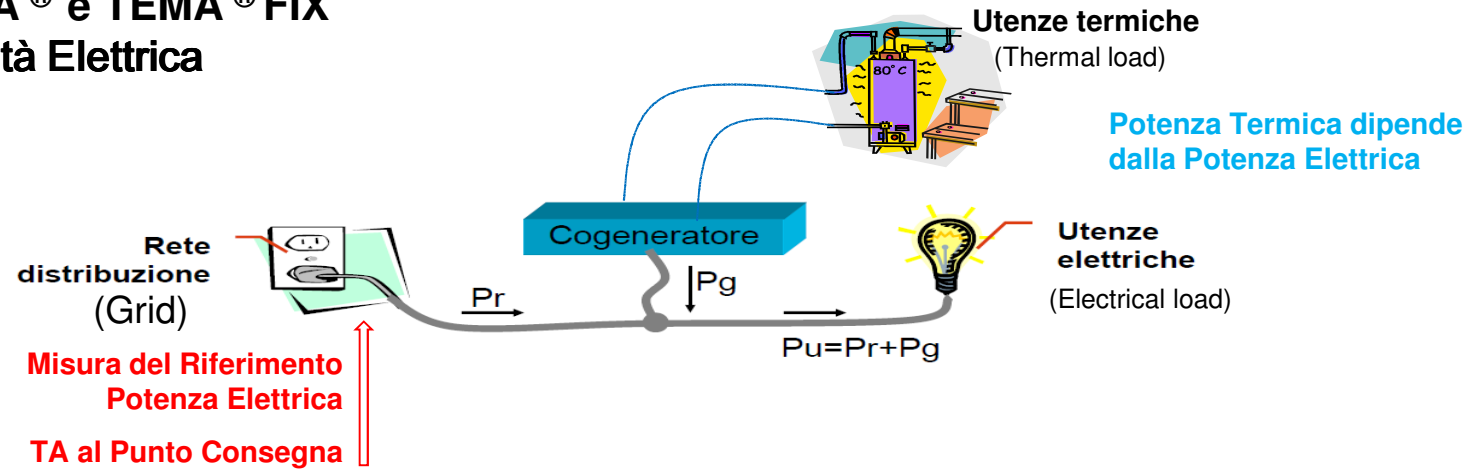 e TEMA ® FIX
Elettrica
Utenze termiche
(Thermal load)
80° C
Potenza Termica dipende
dalla Potenza Elettrica
Cogeneratore
Rete
distribuzione
(Grid)
Pr
Pg
Utenze
elettriche
(Electrical load)
Pu=Pr+Pg
Misura del Riferimento
Potenza Elettrica
TA al Punto Consegna